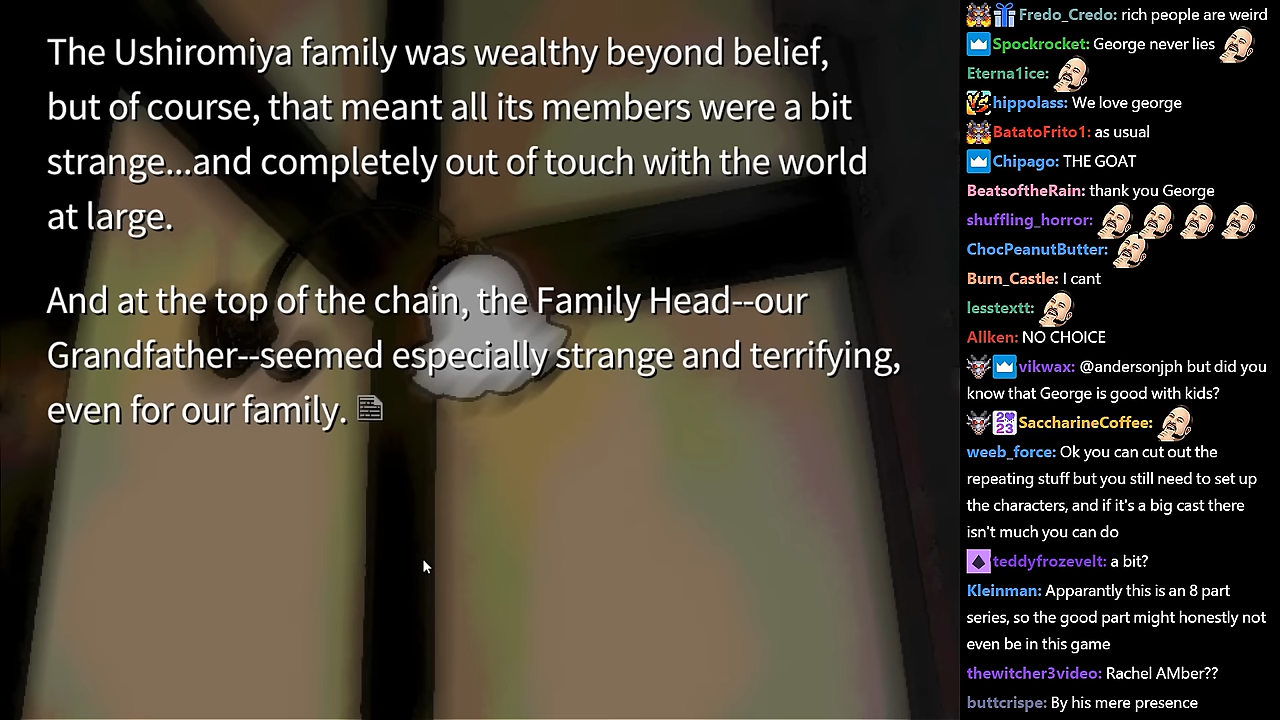 The Ushiromiya family was wealthy beyond belief,
but of course, that meant all its members were a bit
strange...and completely out of touch with the world
at large.
And at the top of the chain, the Family Head--our
Grandfather--seemed especially strange and terrifying,
even for our family.
Fredo_Credo: rich people are weird
Spockrocket: George never lies
Eterna1ice:
hippolass: We love george
BatatoFrito1: as usual
Chipago: THE GOAT
BeatsoftheRain: thank you George
shuffling_horror:
ChocPeanutButter:
Burn_Castle: I cant
lesstextt:
Allken: NO CHOICE
vikwax: @andersonjph but did you
know that George is good with kids?
SaccharineCoffee:
weeb_force: Ok you can cut out the
repeating stuff but you still need to set up
the characters, and if it's a big cast there
isn't much you can do
teddyfrozevelt: a bit?
Kleinman: Apparantly this is an 8 part
series, so the good part might honestly not
even be in this game
thewitcher3video: Rachel AMber??
buttcrispe: By his mere presence